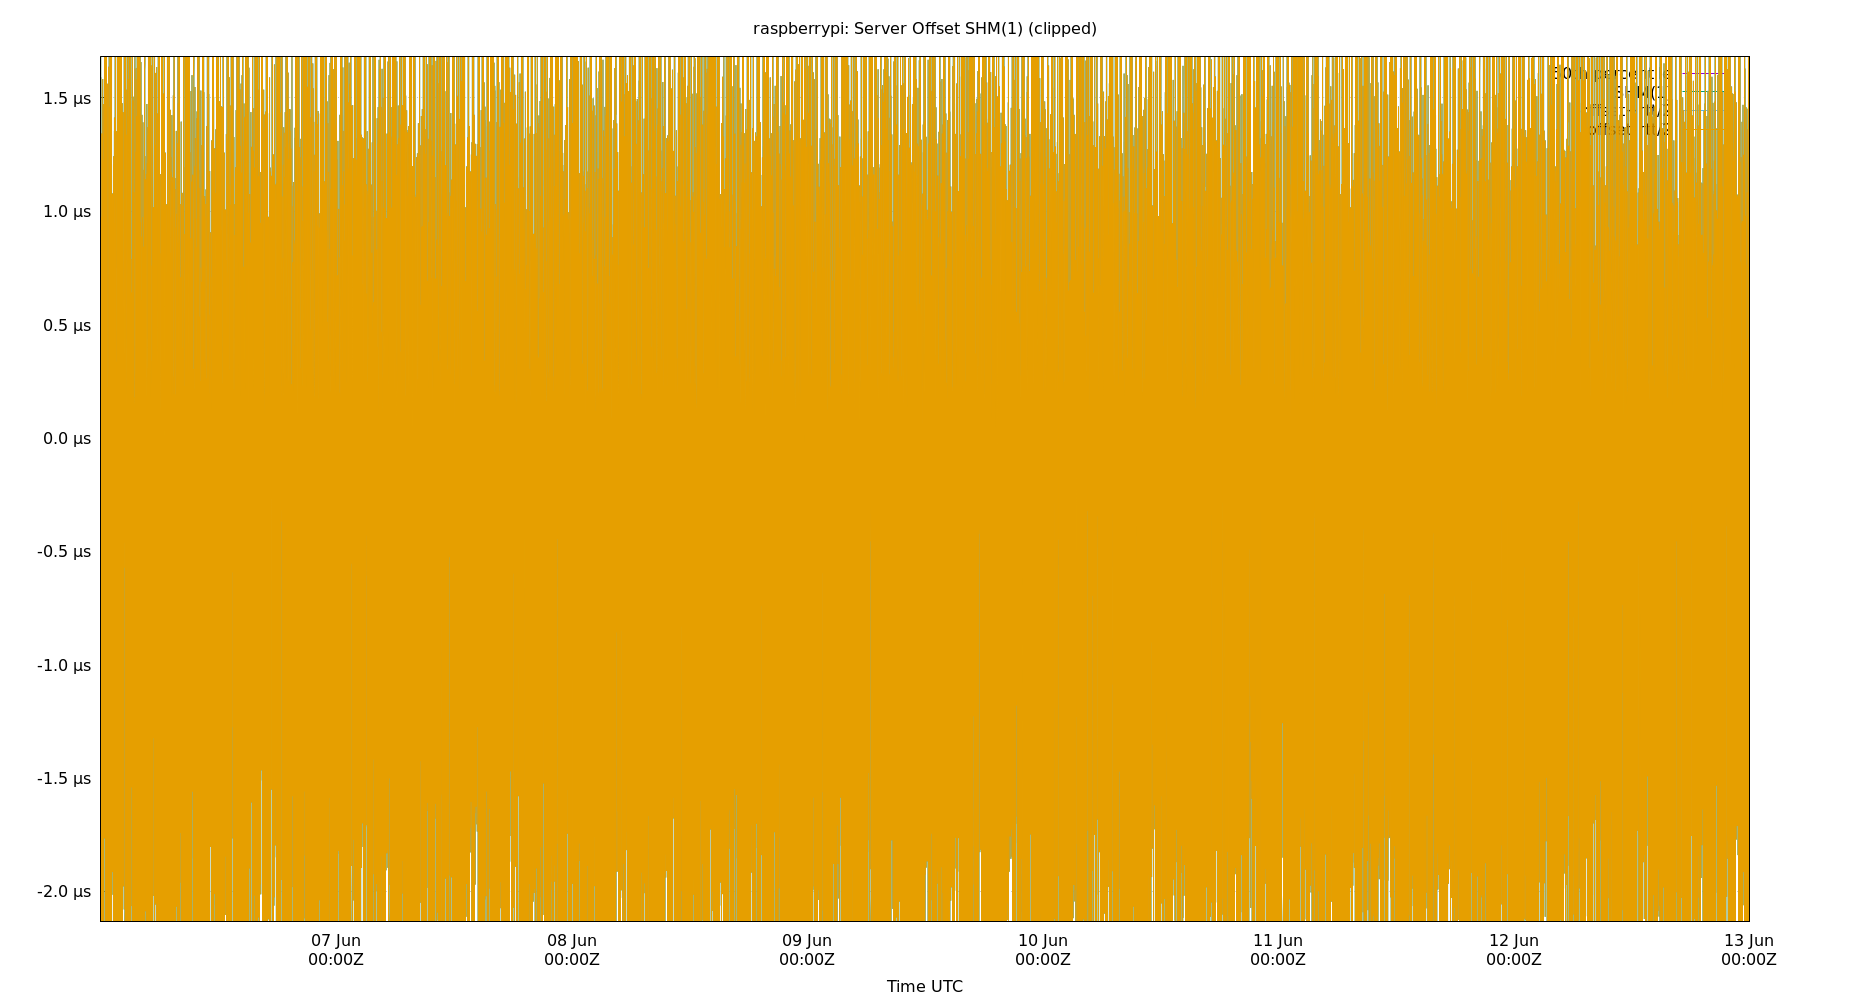 raspberrypi: Server Offset SHM(1) (clipped)
1.5 µs
1.0 µs
0.5 µs
0.0 µs
-0.5 µs
-1.0 µs
-1.5 µs
-2.0 µs
07 Jun 08 Jun 09 Jun 10 Jun 11 Jun 12 Jun 13 Jun
00:00Z 00:00Z 00:00Z 00:00Z 00:00Z 00:00Z 00:00Z
Time UTC